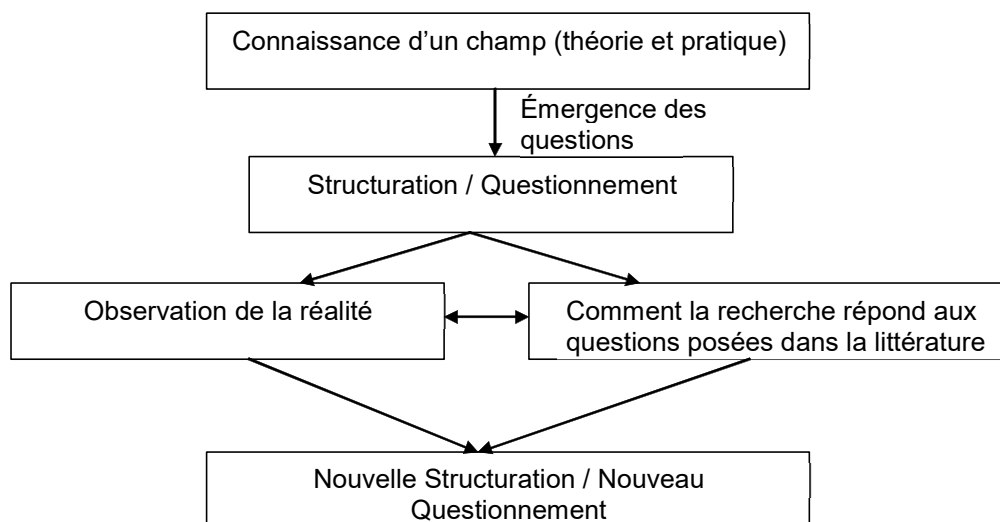 Connaissance d’un champ (théorie et pratique)
Émergence des
questions
Structuration / Questionnement
Observation de la réalité
Comment la recherche répond aux
questions posées dans la littérature
Nouvelle Structuration / Nouveau
Questionnement